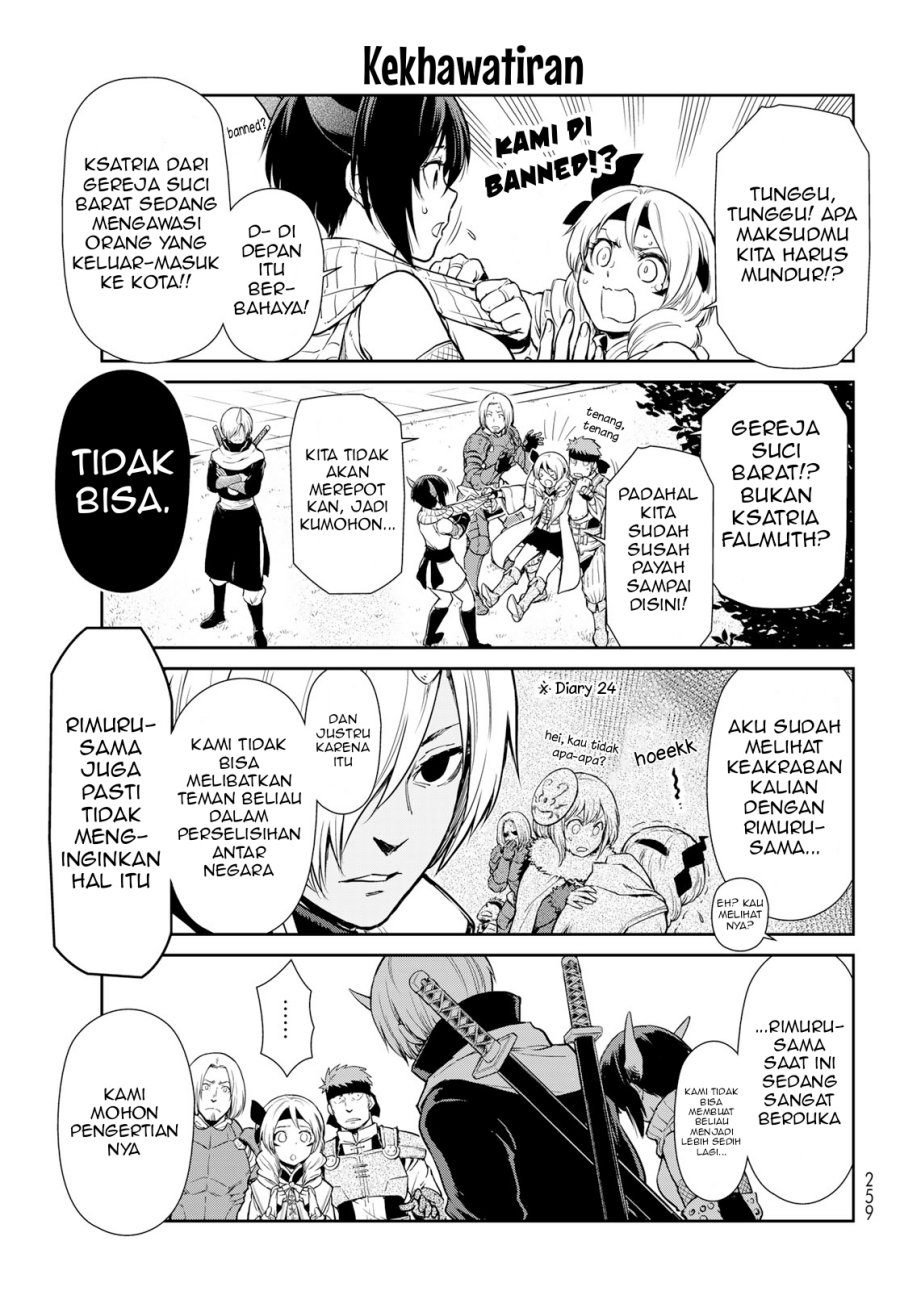 Kekhawatiran
TUNGGU,
TUNGGU! APA
MAKSUDMU
KITA HARUS
MUNDUR!?
KAMI DI
BANNED!?
banned?
D- DI
DEPAN
ITU
BER-
BAHAYA!
KSATRIA DARI
GEREJA SUCI
BARAT SEDANG
MENGAWASI
ORANG YANG
KELUAR-MASUK
KE KOTA!!
GEREJA
SUCI
BARAT!?
BUKAN
KSATRIA
FALMUTH?
PADAHAL
KITA
SUDAH
SUSAH
PAYAH
SAMPAI
DISINI!
tenang,
tenang
KITA TIDAK
AKAN
MEREPOT
KAN, JADI
KUMOHON...
TIDAK
BISA.
AKU SUDAH
MELIHAT
KEAKRABAN
KALIAN
DENGAN
RIMURU-
SAMA...
EH? KAU
MELIHAT
NYA?
※ Diary 24
hoeekk
hei, kau tidak
apa-apa?
DAN
JUSTRU
KARENA
ITU
KAMI TIDAK
BISA
MELIBATKAN
TEMAN BELIAU
DALAM
PERSELISIHAN
ANTAR
NEGARA
RIMURU-
SAMA
JUGA
PASTI
TIDAK
MENG-
INGINKAN
HAL ITU
...RIMURU-
SAMA
SAAT INI
SEDANG
SANGAT
BERDUKA
KAMI TIDAK
BISA
MEMBUAT
BELIAU
MENJADI
LEBIH SEDIH
LAGI...
......
KAMI
MOHON
PENGERTIAN
NYA
259